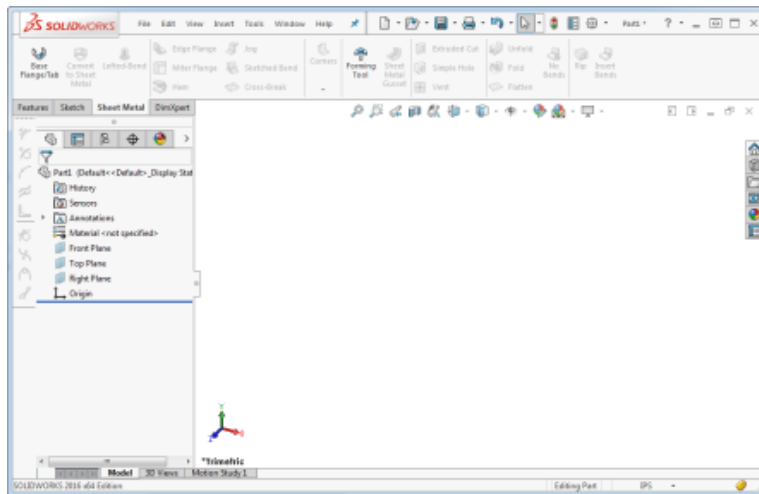 SOLIDWORKS File Edit View Insert Tools Window Help Part1 ?
Base Flange/Tab
Convert to Sheet Metal
Lofted-Bend
Edge Flange
Miter Flange
Hem
Jog
Sketched Bend
Cross-Break
Corners
Forming Tool
Sheet Metal Gusset
Extruded Cut
Simple Hole
Vent
Unfold
Fold
Flatten
No Bends
Rip
Insert Bends
Features Sketch Sheet Metal DimXpert
Part1 (Default<<Default>_Display Stat
History
Sensors
Annotations
Material <not specified>
Front Plane
Top Plane
Right Plane
Origin
*Trimetric
Model 3D Views Motion Study 1
SOLIDWORKS 2016 x64 Edition Editing Part IPS